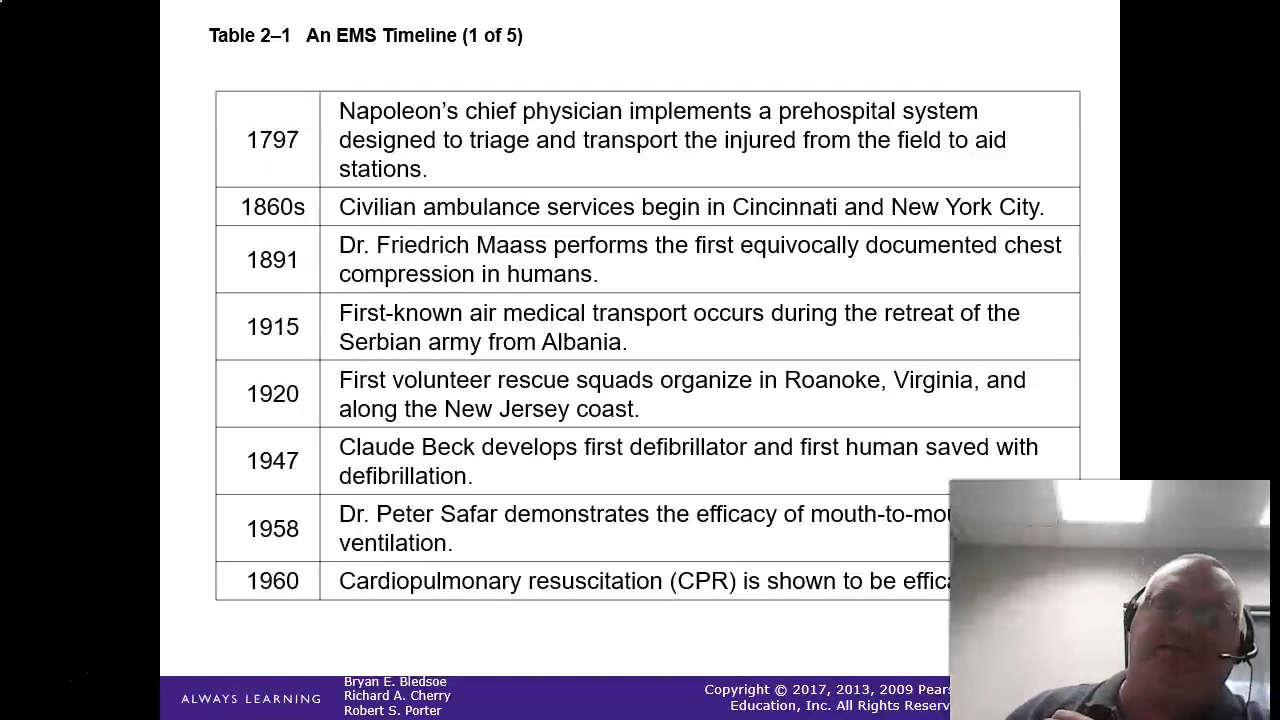 Table 2–1 An EMS Timeline (1 of 5)
1797
Napoleon’s chief physician implements a prehospital system
designed to triage and transport the injured from the field to aid
stations.
1860s
Civilian ambulance services begin in Cincinnati and New York City.
1891
Dr. Friedrich Maass performs the first equivocally documented chest
compression in humans.
1915
First-known air medical transport occurs during the retreat of the
Serbian army from Albania.
1920
First volunteer rescue squads organize in Roanoke, Virginia, and
along the New Jersey coast.
1947
Claude Beck develops first defibrillator and first human saved with
defibrillation.
1958
Dr. Peter Safar demonstrates the efficacy of
ventilation.
1960
Cardiopulmonary resuscitation (CPR) is shown to be
ALWAYS LEARNING
Bryan E. Bledsoe
Richard A. Cherry
Robert S. Porter
Copyright © 2017, 2013, 2009
Education, Inc. All Rights